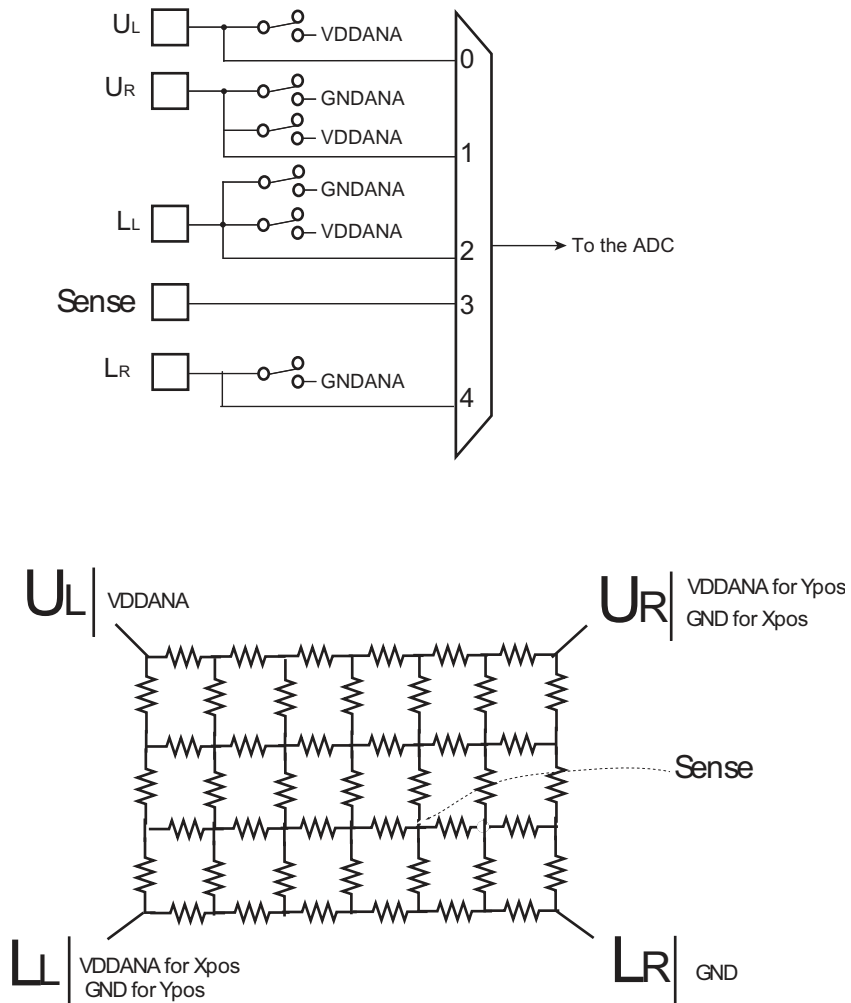 UL
VDDANA
0
UR
GNDANA
VDDANA
1
GNDANA
LL
VDDANA
2
To the ADC
Sense
3
LR
GNDANA
4
UL VDDANA
UR VDDANA for Ypos
GND for Xpos
Sense
LL VDDANA for Xpos
GND for Ypos
LR GND